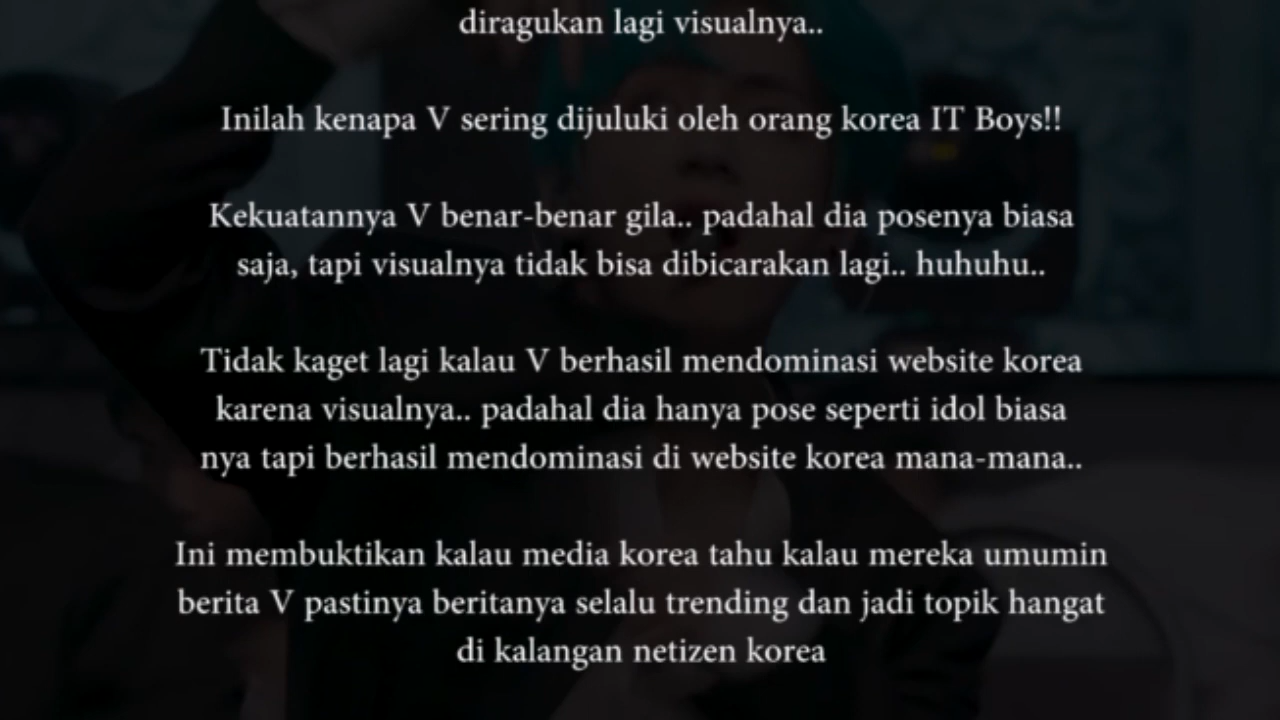 diragukan lagi visualnya..
Inilah kenapa V sering dijuluki oleh orang korea IT Boys!!
Kekuatannya V benar-benar gila.. padahal dia posenya biasa
saja, tapi visualnya tidak bisa dibicarakan lagi.. huhuhu..
Tidak kaget lagi kalau V berhasil mendominasi website korea
karena visualnya.. padahal dia hanya pose seperti idol biasa
nya tapi berhasil mendominasi di website korea mana-mana..
Ini membuktikan kalau media korea tahu kalau mereka umumin
berita V pastinya beritanya selalu trending dan jadi topik hangat
di kalangan netizen korea